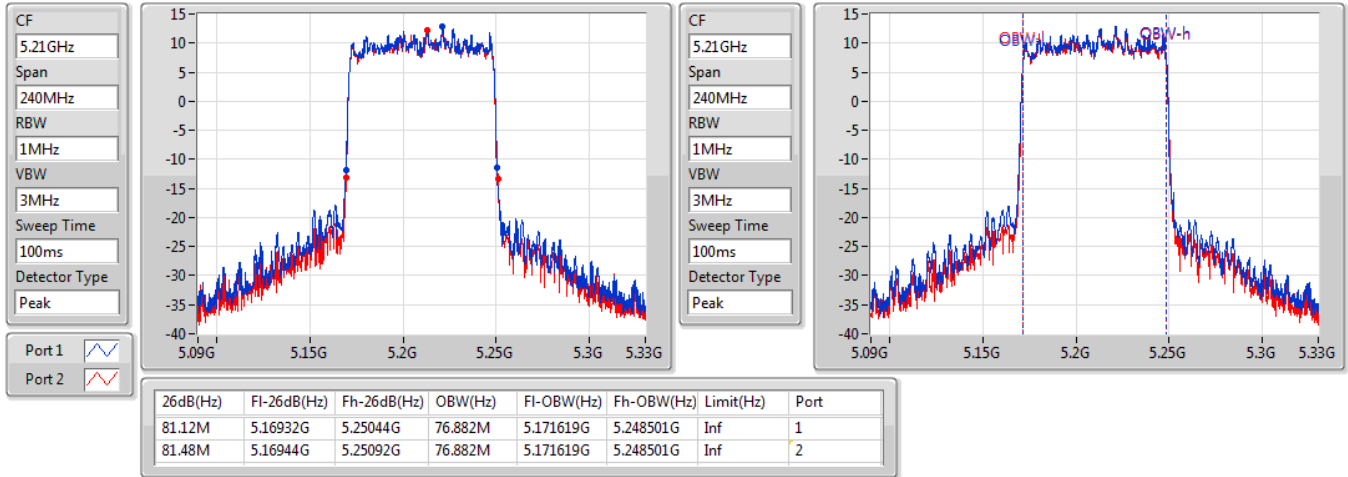 CF
5.21GHz
Span
240MHz
RBW
1MHz
VBW
3MHz
Sweep Time
100ms
Detector Type
Peak
15
10
5
0
-5
-10
-15
-20
-25
-30
-35
-40
5.09G 5.15G 5.2G 5.25G 5.3G 5.33G
CF
5.21GHz
Span
240MHz
RBW
1MHz
VBW
3MHz
Sweep Time
100ms
Detector Type
Peak
15
10
5
0
-5
-10
-15
-20
-25
-30
-35
-40
OBW-l OBW-h
5.09G 5.15G 5.2G 5.25G 5.3G 5.33G
Port 1
Port 2
26dB(Hz) Fl-26dB(Hz) Fh-26dB(Hz) OBW(Hz) Fl-OBW(Hz) Fh-OBW(Hz) Limit(Hz) Port
81.12M 5.16932G 5.25044G 76.882M 5.171619G 5.248501G Inf 1
81.48M 5.16944G 5.25092G 76.882M 5.171619G 5.248501G Inf 2